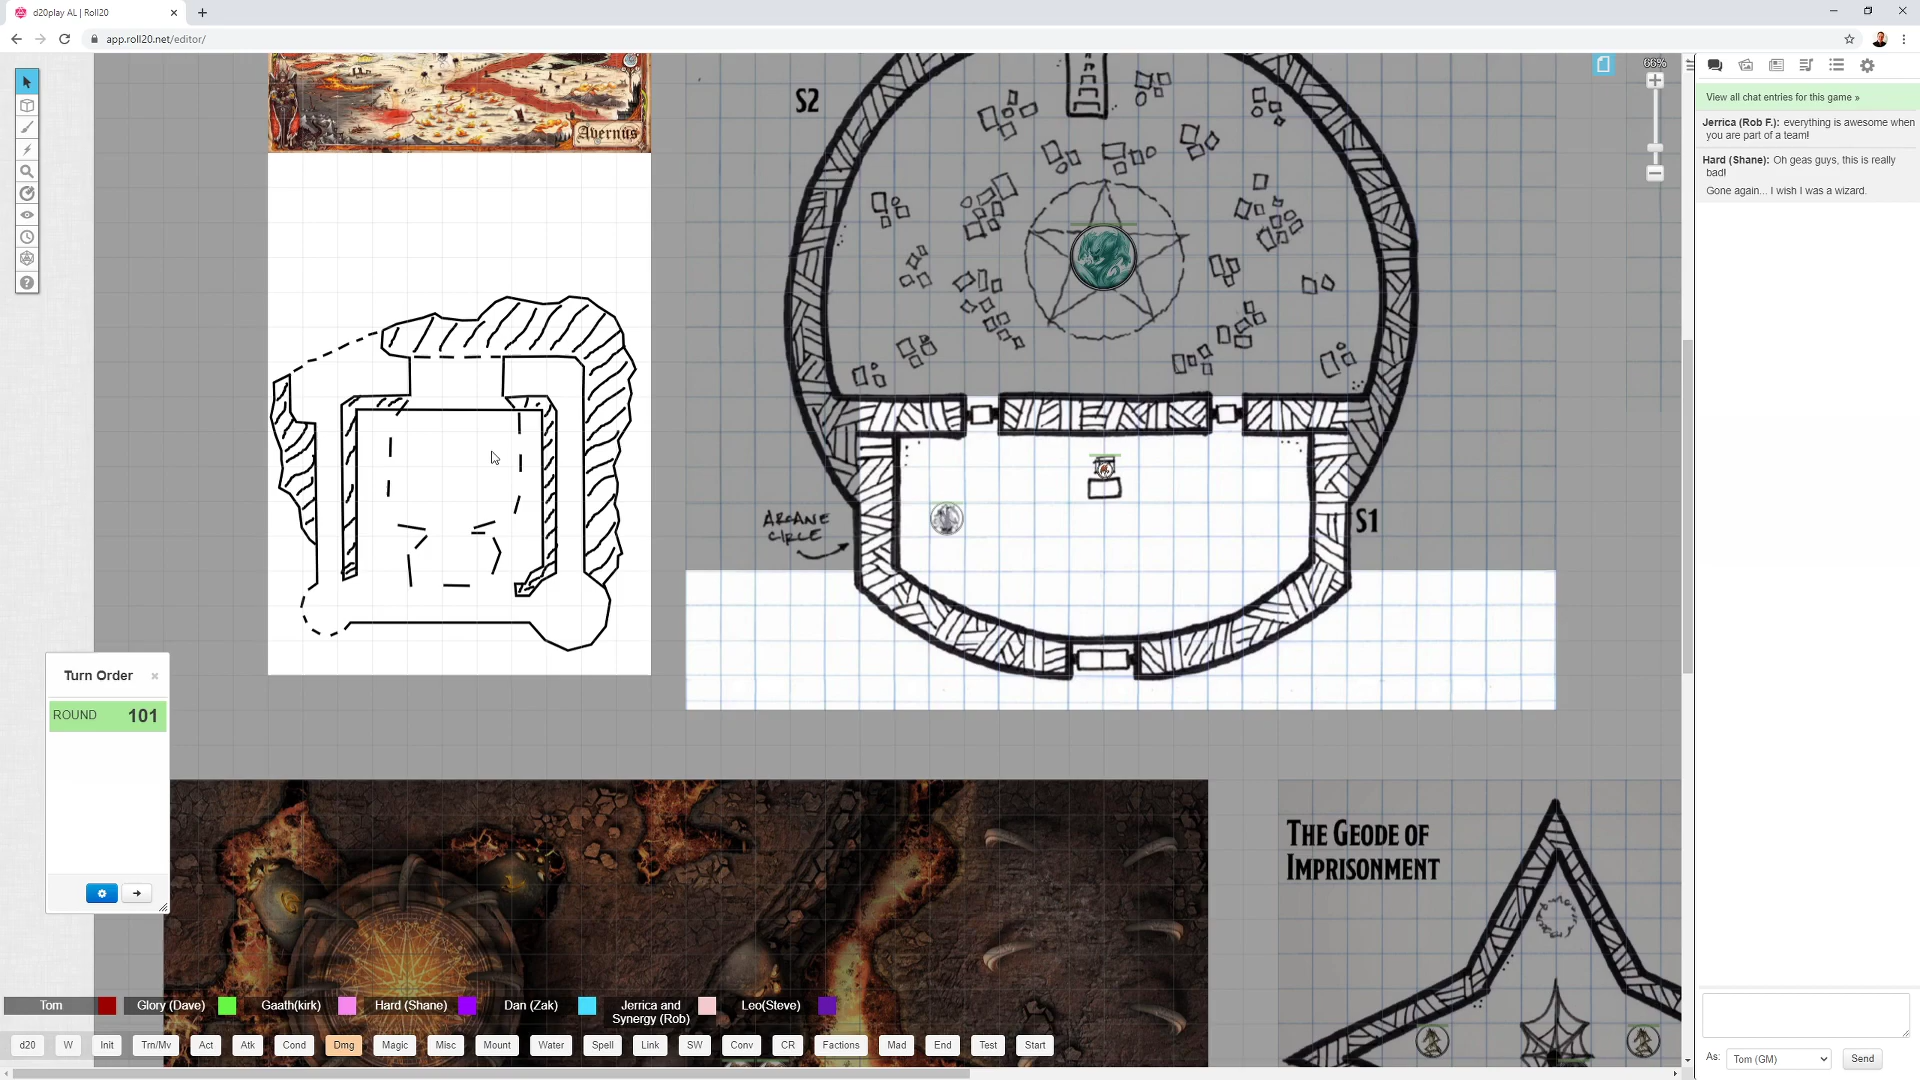 d20play AL | Roll20
app.roll20.net/editor/
Avernus
S2
66%
View all chat entries for this game »
Jerrica (Rob F.): everything is awesome when
you are part of a team!
Hard (Shane): Oh geas guys, this is really
bad!
Gone again... I wish I was a wizard.
ARCANE
CIRCLE
S1
Turn Order
ROUND 101
THE GEODE OF
IMPRISONMENT
Tom
Glory (Dave)
Gaath(kirk)
Hard (Shane)
Dan (Zak)
Jerrica and
Synergy (Rob)
Leo(Steve)
d20 W Init Trn/Mv Act Atk Cond Dmg Magic Misc Mount Water Spell Link SW Conv CR Factions Mad End Test Start
As: Tom (GM) Send